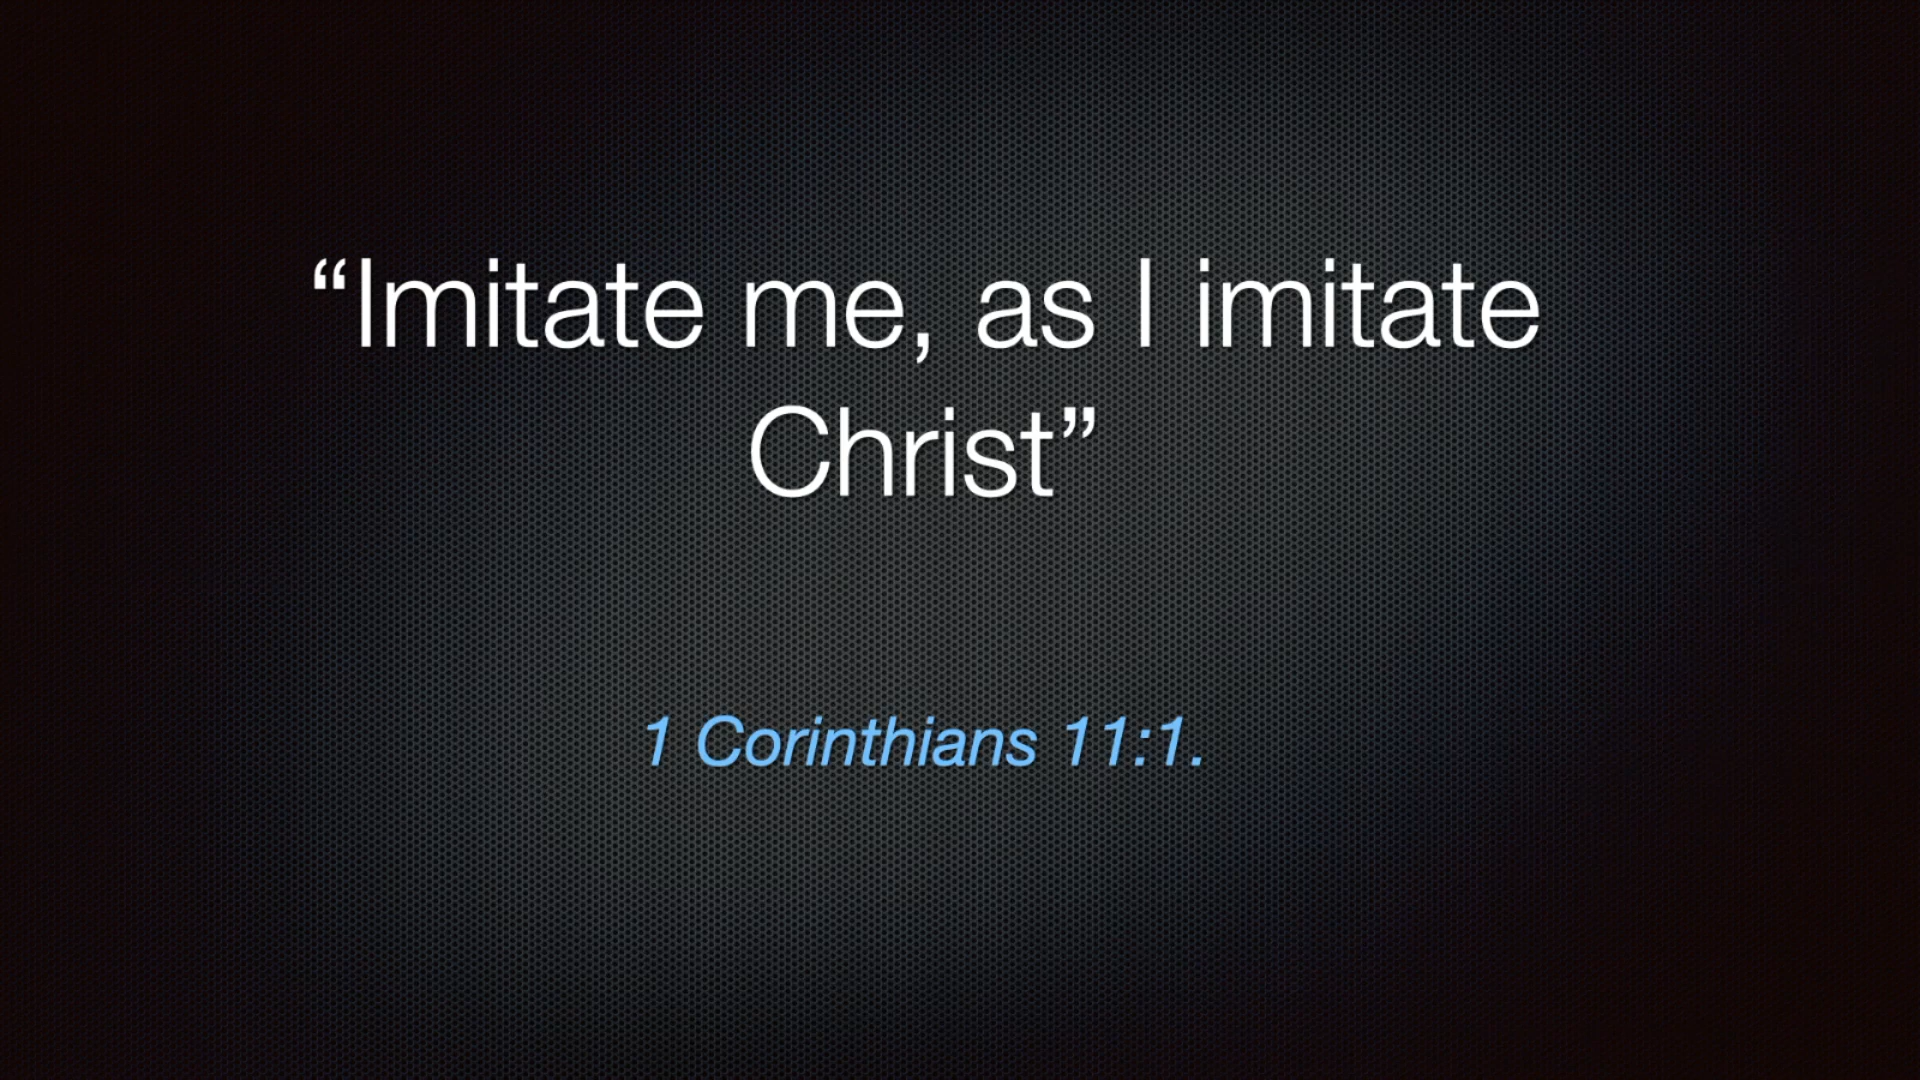 “Imitate me, as I imitate
Christ”
1 Corinthians 11:1.